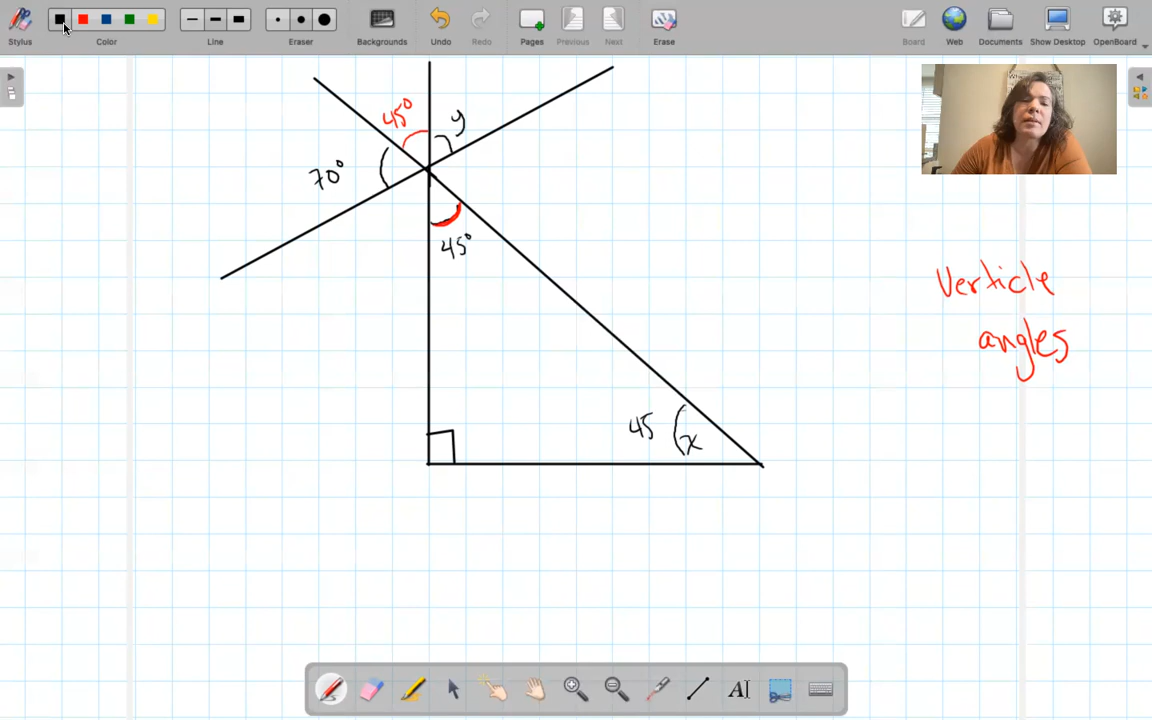 Stylus
Color
Line
Eraser
Backgrounds
Undo
Redo
Pages
Previous
Next
Erase
Board
Web
Documents
Show Desktop
OpenBoard
45°
y
70°
45°
Verticle
angles
45
x
AI